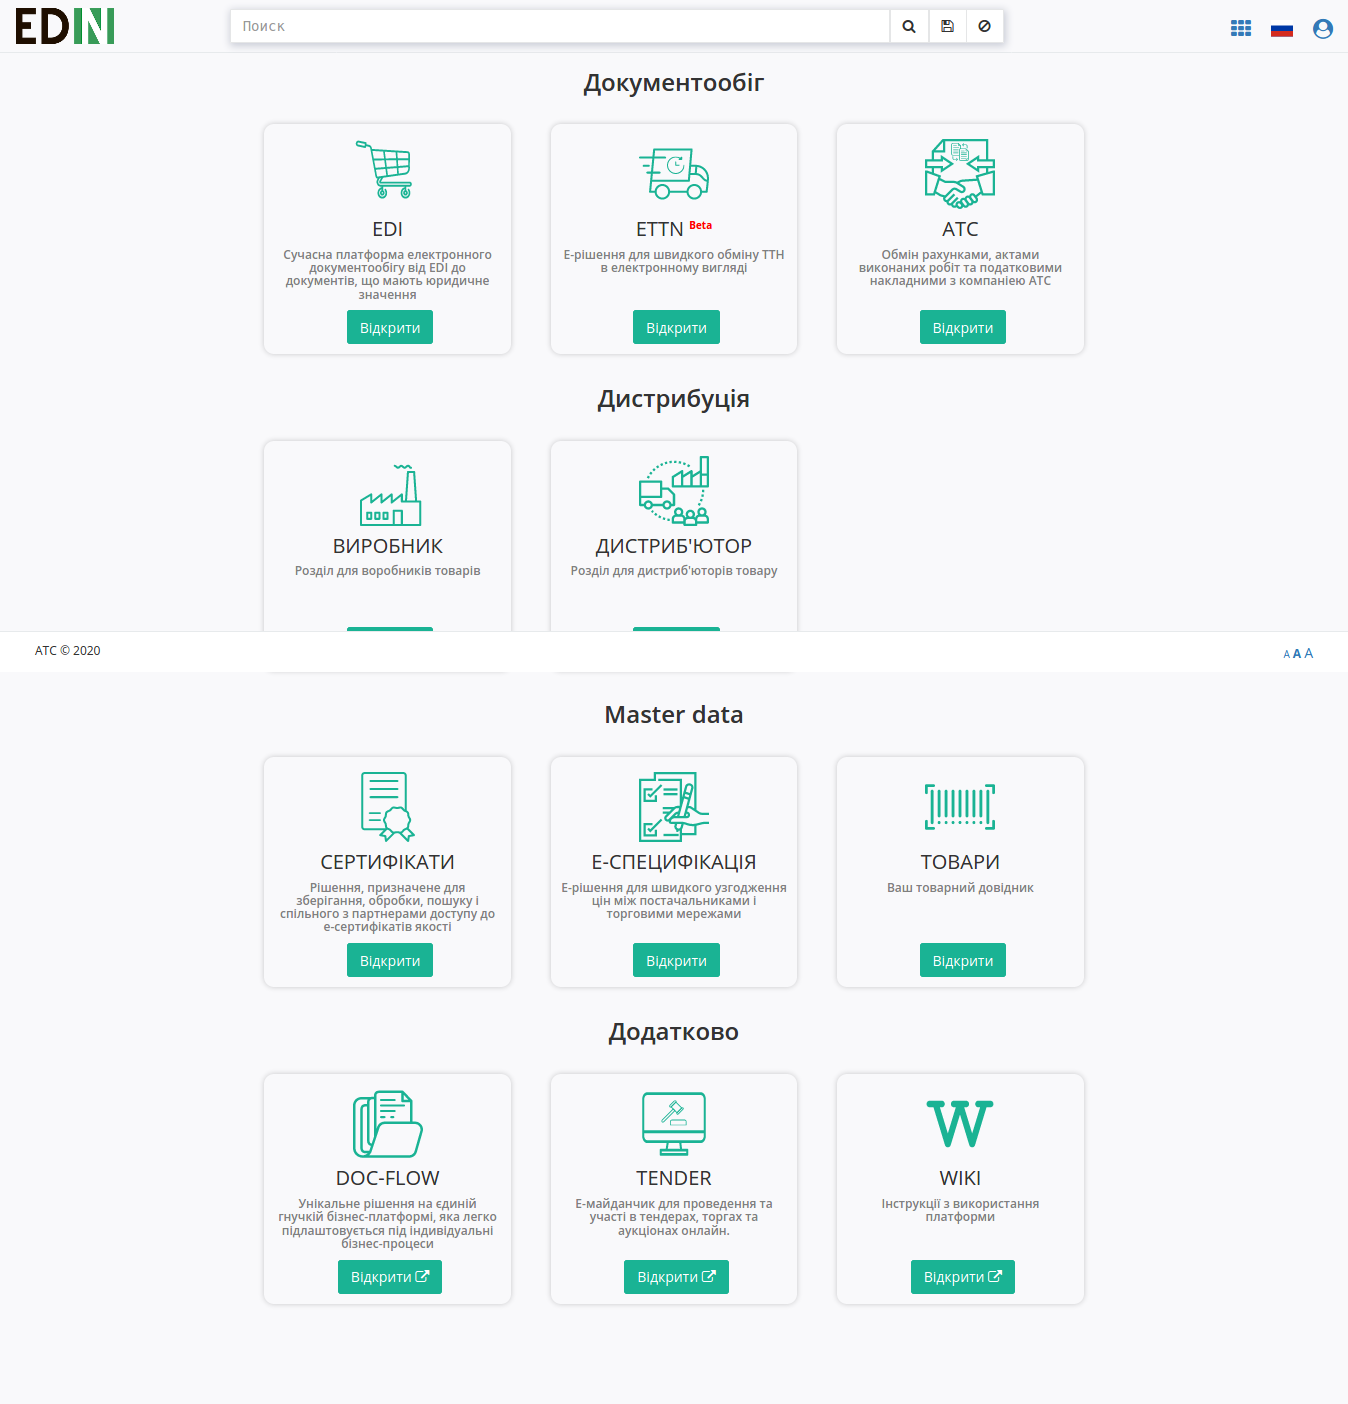 EDIN
Поиск
Документообіг
EDI
Сучасна платформа електронного
документообігу від EDI до
документів, що мають юридичне
значення
Відкрити
ETTN Beta
Е-рішення для швидкого обміну ТТН
в електронному вигляді
Відкрити
АТС
Обмін рахунками, актами
виконаних робіт та податковими
накладними з компанією АТС
Відкрити
Дистрибуція
ВИРОБНИК
Розділ для воробників товарів
ДИСТРИБ'ЮТОР
Розділ для дистриб'юторів товару
АТС © 2020
A A A
Master data
СЕРТИФІКАТИ
Рішення, призначене для
зберігання, обробки, пошуку і
спільного з партнерами доступу до
е-сертифікатів якості
Відкрити
Е-СПЕЦИФІКАЦІЯ
Е-рішення для швидкого узгодження
цін між постачальниками і
торговими мережами
Відкрити
ТОВАРИ
Ваш товарний довідник
Відкрити
Додатково
DOC-FLOW
Унікальне рішення на єдиній
гнучкій бізнес-платформі, яка легко
підлаштовується під індивідуальні
бізнес-процеси
Відкрити
TENDER
Е-майданчик для проведення та
участі в тендерах, торгах та
аукціонах онлайн.
Відкрити
W
WIKI
Інструкції з використання
платформи
Відкрити